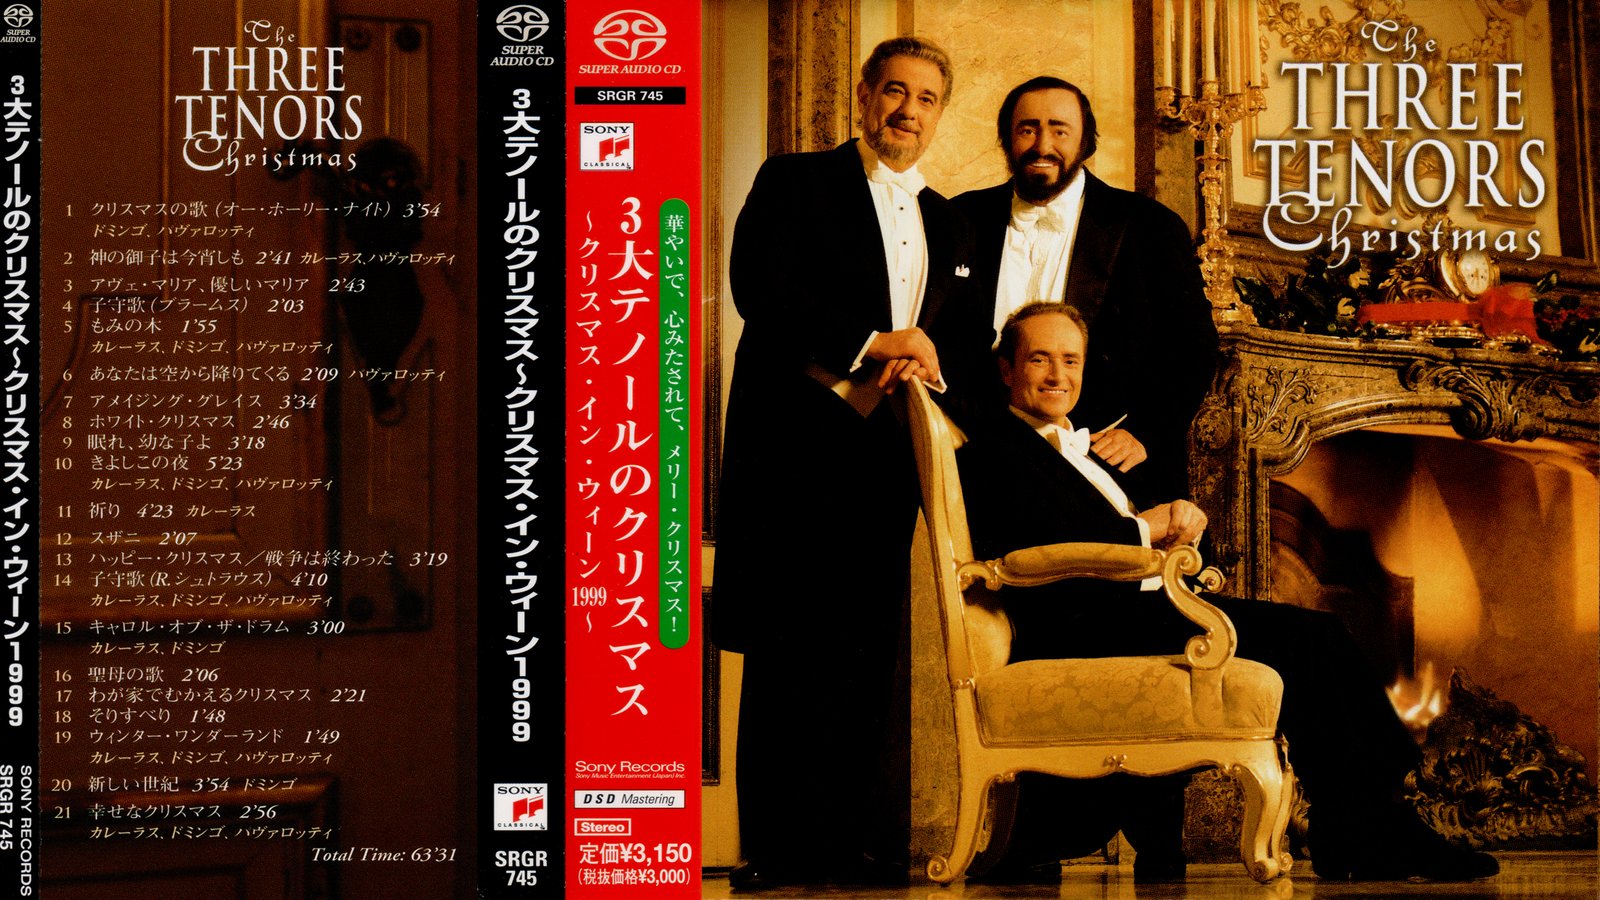 SUPER
AUDIO CD
3大テノールのクリスマス〜クリスマス・イン・ウィーン1999
SONY RECORDS
SRGR 745
The
THREE
TENORS
Christmas
1 クリスマスの歌(オー・ホーリー・ナイト) 3'54
ドミンゴ、パヴァロッティ
2 神の御子は今宵しも 2'41 カレーラス、パヴァロッティ
3 アヴェ・マリア、優しいマリア 2'43
4 子守歌(ブラームス) 2'03
5 もみの木 1'55
カレーラス、ドミンゴ、パヴァロッティ
6 あなたは空から降りてくる 2'09 パヴァロッティ
7 アメイジング・グレイス 3'34
8 ホワイト・クリスマス 2'46
9 眠れ、幼な子よ 3'18
10 きよしこの夜 5'23
カレーラス、ドミンゴ、パヴァロッティ
11 祈り 4'23 カレーラス
12 スザニ 2'07
13 ハッピー・クリスマス/戦争は終わった 3'19
14 子守歌(R.シュトラウス) 4'10
カレーラス、ドミンゴ、パヴァロッティ
15 キャロル・オブ・ザ・ドラム 3'00
カレーラス、ドミンゴ
16 聖母の歌 2'06
17 わが家でむかえるクリスマス 2'21
18 そりすべり 1'48
19 ウィンター・ワンダーランド 1'49
カレーラス、ドミンゴ、パヴァロッティ
20 新しい世紀 3'54 ドミンゴ
21 幸せなクリスマス 2'56
カレーラス、ドミンゴ、パヴァロッティ
Total Time: 63'31
SUPER
AUDIO CD
3大テノールのクリスマス〜クリスマス・イン・ウィーン1999
SONY
CLASSICAL
SRGR
745
SUPER AUDIO CD
SRGR 745
SONY
CLASSICAL
華やいで、心みたされて、メリー・クリスマス!
3大テノールのクリスマス
〜クリスマス・イン・ウィーン1999〜
Sony Records
Sony Music Entertainment (Japan) Inc.
DSD Mastering
Stereo
定価¥3,150
(税抜価格¥3,000)
The
THREE
TENORS
Christmas